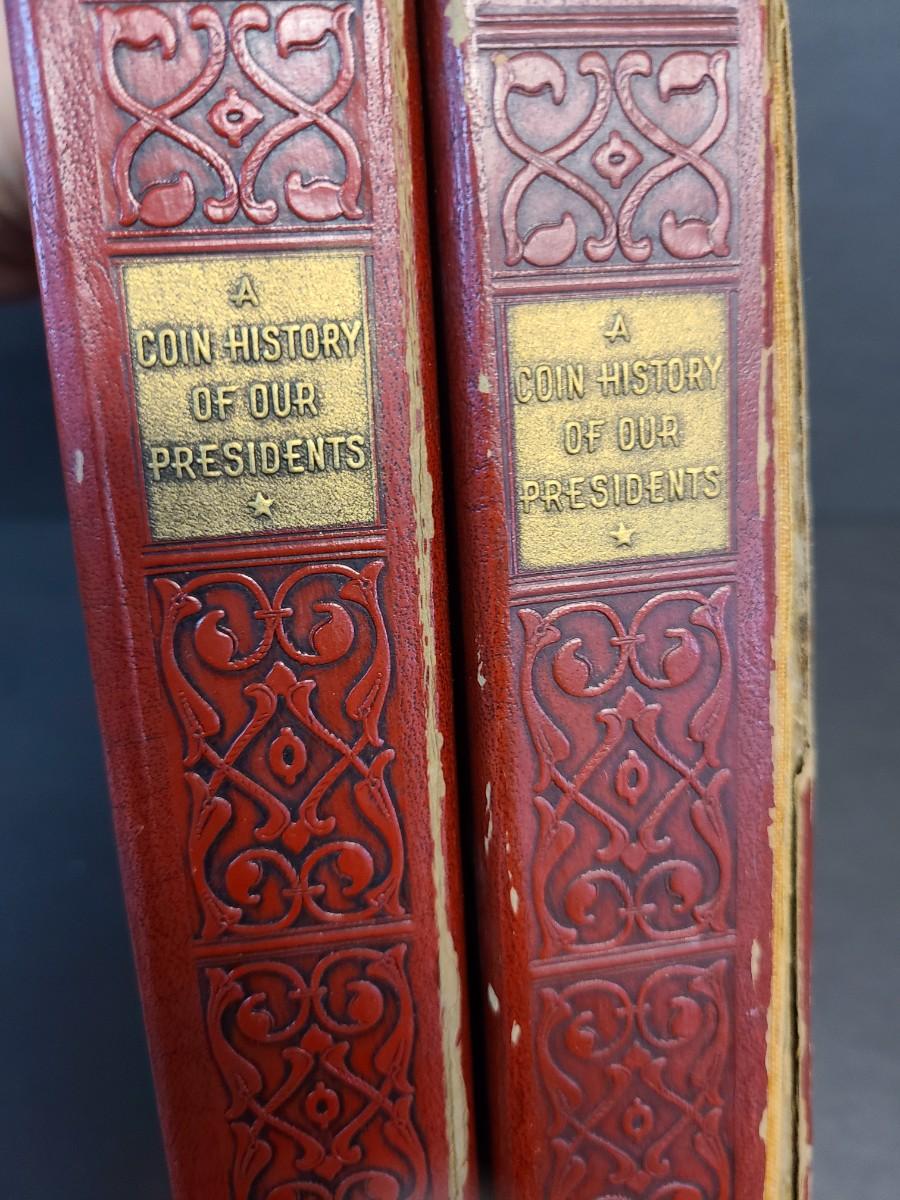 A
COIN HISTORY
OF OUR
PRESIDENTS
A
COIN HISTORY
OF OUR
PRESIDENTS